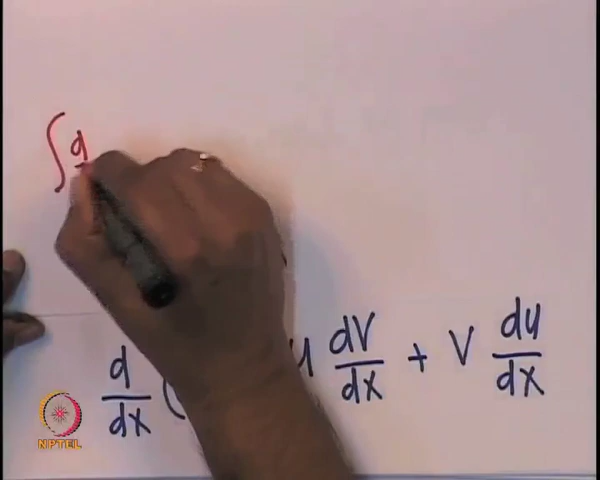 ∫ d
d/dx ( u dV/dx + V du/dx
NPTEL